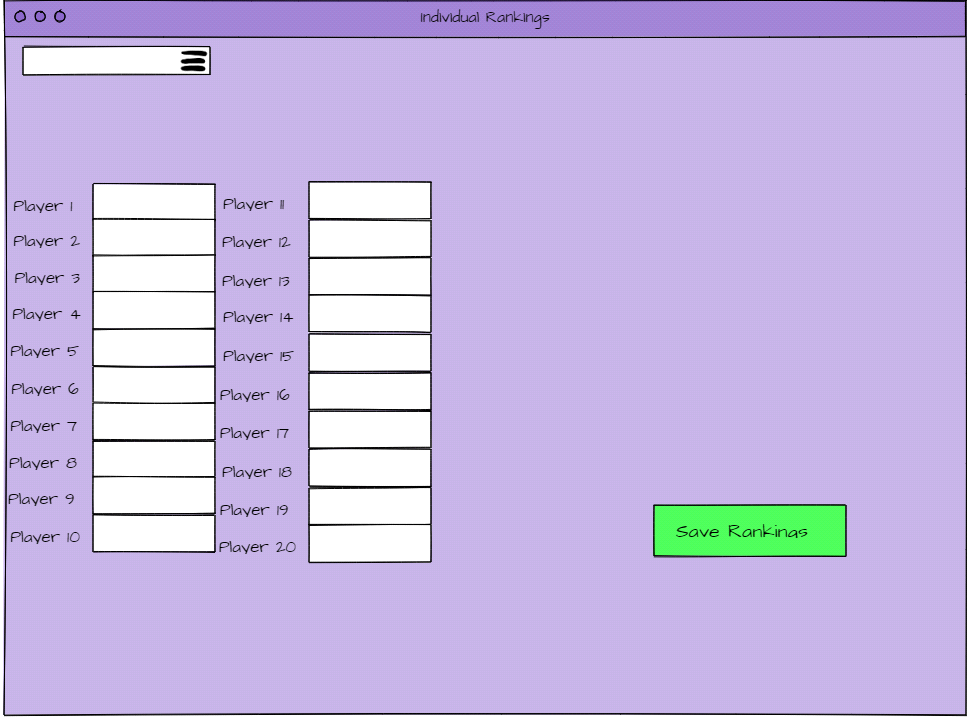 Individual Rankings
Player 1
Player 2
Player 3
Player 4
Player 5
Player 6
Player 7
Player 8
Player 9
Player 10
Player 11
Player 12
Player 13
Player 14
Player 15
Player 16
Player 17
Player 18
Player 19
Player 20
Save Rankings